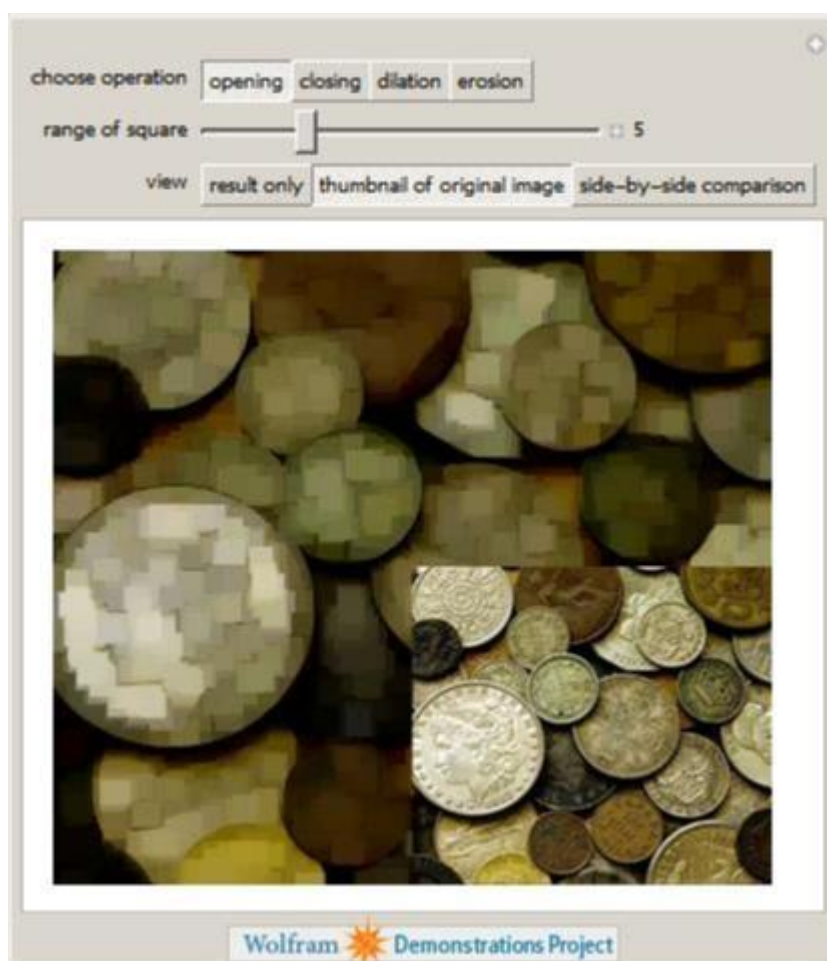 choose operation opening closing dilation erosion
range of square 5
view result only thumbnail of original image side-by-side comparison
Wolfram Demonstrations Project